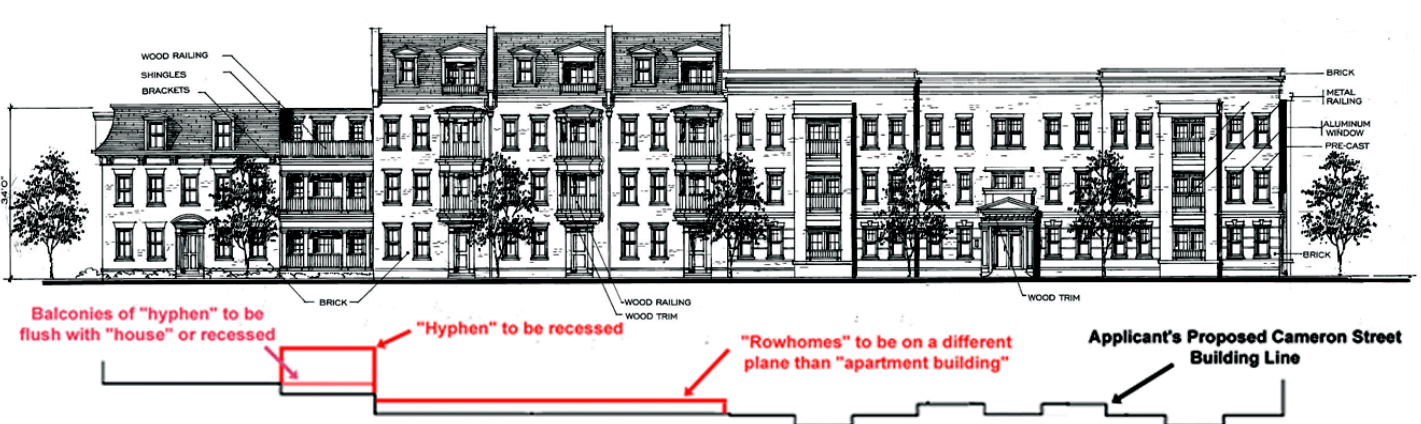 WOOD RAILING
SHINGLES
BRACKETS
34'0"
BRICK
METAL
RAILING
ALUMINUM
WINDOW
PRE-CAST
BRICK
BRICK
WOOD RAILING
WOOD TRIM
WOOD TRIM
Balconies of "hyphen" to be
flush with "house" or recessed
"Hyphen" to be recessed
"Rowhomes" to be on a different
plane than "apartment building"
Applicant's Proposed Cameron Street
Building Line